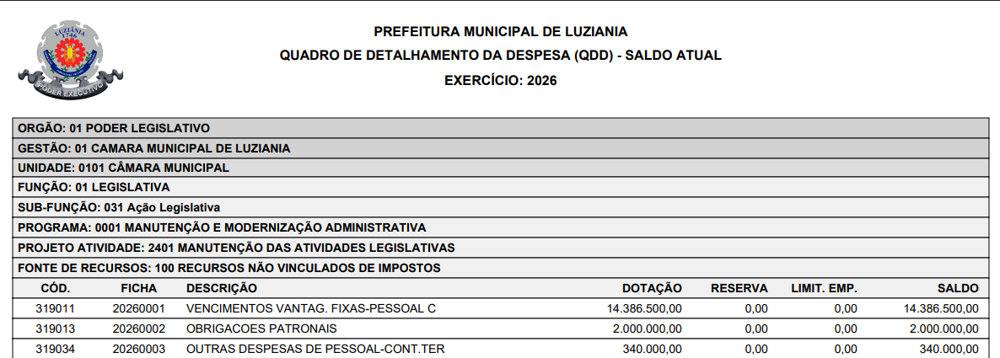 LUZIÂNIA
1746
PODER EXECUTIVO
PREFEITURA MUNICIPAL DE LUZIANIA
QUADRO DE DETALHAMENTO DA DESPESA (QDD) - SALDO ATUAL
EXERCÍCIO: 2026
ORGÃO: 01 PODER LEGISLATIVO
GESTÃO: 01 CAMARA MUNICIPAL DE LUZIANIA
UNIDADE: 0101 CÂMARA MUNICIPAL
FUNÇÃO: 01 LEGISLATIVA
SUB-FUNÇÃO: 031 Ação Legislativa
PROGRAMA: 0001 MANUTENÇÃO E MODERNIZAÇÃO ADMINISTRATIVA
PROJETO ATIVIDADE: 2401 MANUTENÇÃO DAS ATIVIDADES LEGISLATIVAS
FONTE DE RECURSOS: 100 RECURSOS NÃO VINCULADOS DE IMPOSTOS
CÓD. FICHA DESCRIÇÃO DOTAÇÃO RESERVA LIMIT. EMP. SALDO
319011 20260001 VENCIMENTOS VANTAG. FIXAS-PESSOAL C 14.386.500,00 0,00 0,00 14.386.500,00
319013 20260002 OBRIGACOES PATRONAIS 2.000.000,00 0,00 0,00 2.000.000,00
319034 20260003 OUTRAS DESPESAS DE PESSOAL-CONT.TER 340.000,00 0,00 0,00 340.000,00